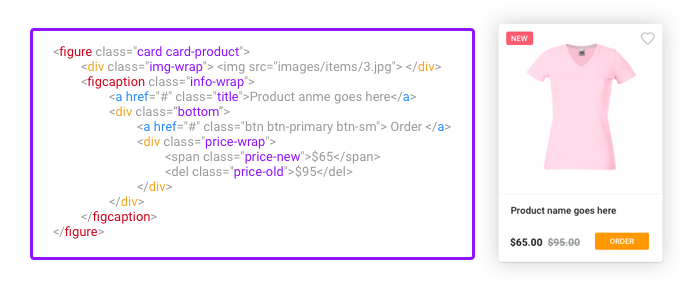 <figure class="card card-product">
<div class="img-wrap"> <img src="images/items/3.jpg"> </div>
<figcaption class="info-wrap">
<a href="#" class="title">Product anme goes here</a>
<div class="bottom">
<a href="#" class="btn btn-primary btn-sm"> Order </a>
<div class="price-wrap">
<span class="price-new">$65</span>
<del class="price-old">$95</del>
</div>
</div>
</figcaption>
</figure>
NEW
Product name goes here
$65.00 $95.00 ORDER